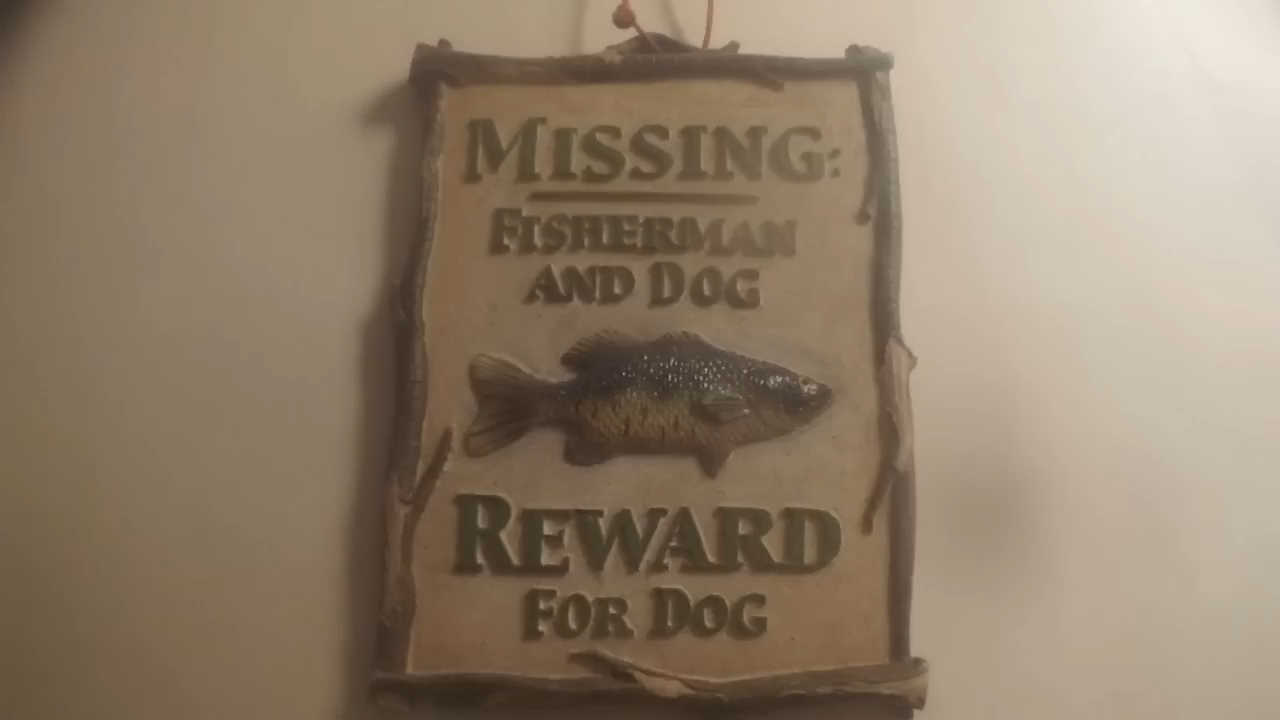 MISSING:
FISHERMAN
AND DOG
REWARD
FOR DOG